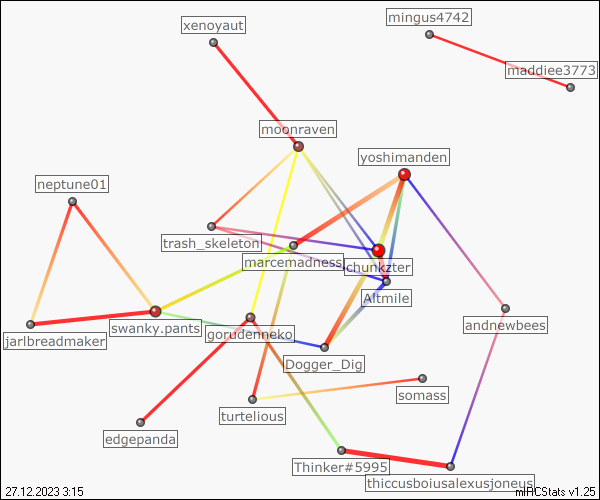 mingus4742
xenoyaut
maddiee3773
moonraven
yoshimanden
neptune01
trash_skeleton
marcemadness
chunkzter
Altmile
andnewbees
swanky.pants
gorudenneko
jarlbreadmaker
Dogger_Dig
somass
turtelious
edgepanda
Thinker#5995
thiccusboiusalexusjoneus
27.12.2023 3:15
mIRCStats v1.25